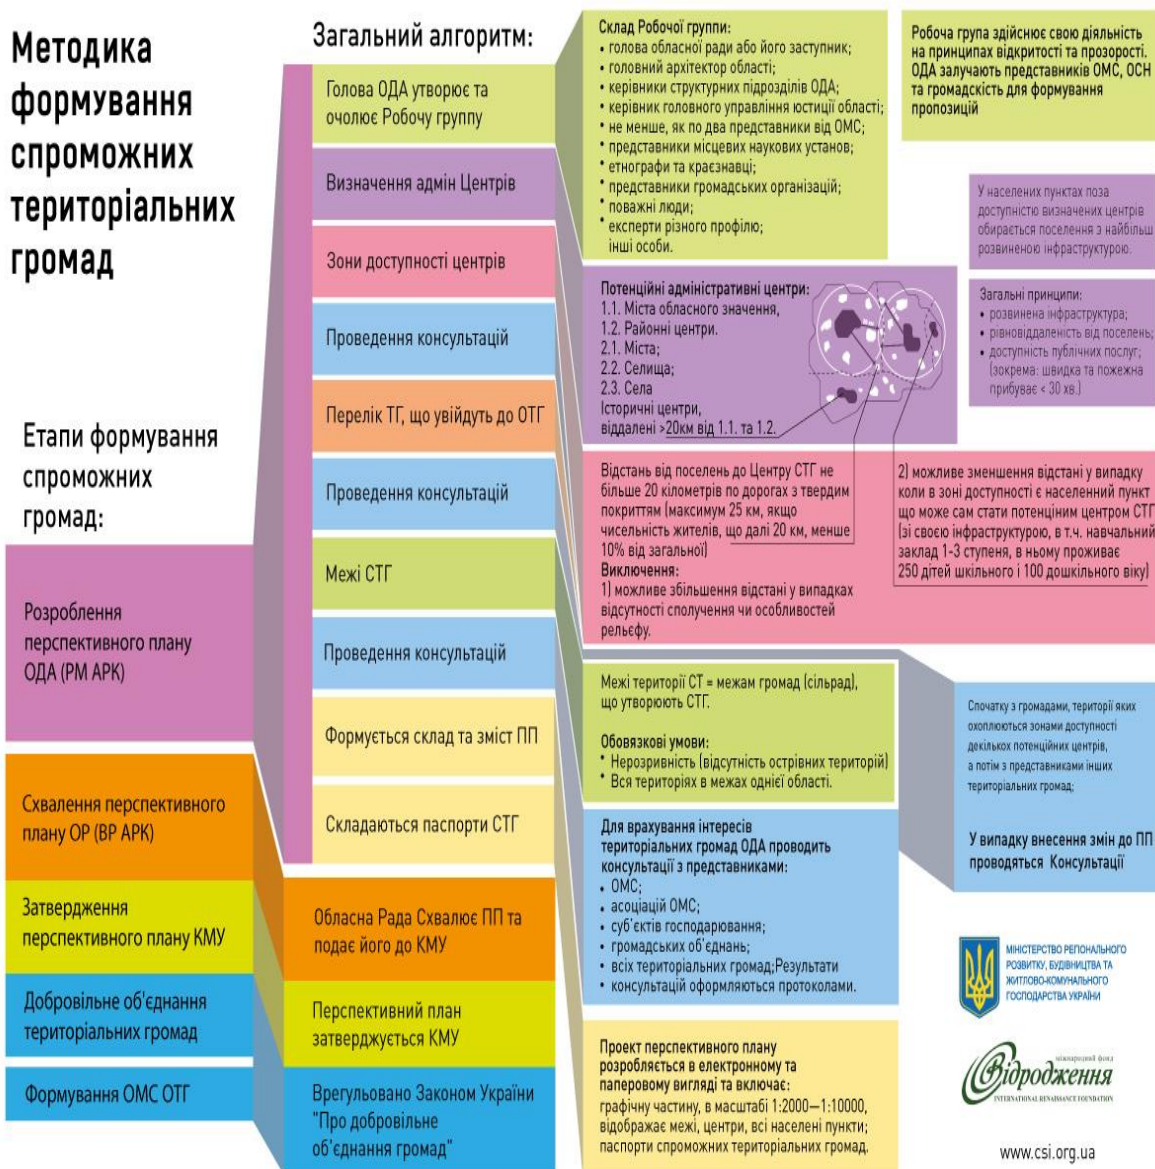 Методика
формування
спроможних
територіальних
громад
Етапи формування
спроможних
громад:
Розроблення
перспективного плану
ОДА (РМ АРК)
Схвалення перспективного
плану ОР (ВР АРК)
Затвердження
перспективного плану КМУ
Добровільне об'єднання
територіальних громад
Формування ОМС ОТГ
Загальний алгоритм:
Голова ОДА утворює та
очолює Робочу группу
Визначення адмін Центрів
Зони доступності центрів
Проведення консультацій
Перелік ТГ, що увійдуть до ОТГ
Проведення консультацій
Межі СТГ
Проведення консультацій
Формується склад та зміст ПП
Складаються паспорти СТГ
Обласна Рада Схвалює ПП та
подає його до КМУ
Перспективний план
затверджується КМУ
Врегульовано Законом України
"Про добровільне
об'єднання громад"
Склад Робочої группи:
• голова обласної ради або його заступник;
• головний архітектор області;
• керівники структурних підрозділів ОДА;
• керівник головного управління юстиції області;
• не менше, як по два представники від ОМС;
• представники місцевих наукових установ;
• етнографи та краєзнавці;
• представники громадських організацій;
• поважні люди;
• експерти різного профілю;
інші особи.
Робоча група здійснює свою діяльність
на принципах відкритості та прозорості.
ОДА залучають представників ОМС, ОСН
та громадскість для формування
пропозицій
Потенційні адміністративні центри:
1.1. Міста обласного значення,
1.2. Районні центри.
2.1. Міста;
2.2. Селища;
2.3. Села
Історичні центри,
віддалені >20км від 1.1. та 1.2.
У населених пунктах поза
доступністю визначених центрів
обирається поселення з найбільш
розвиненою інфраструктурою.
Загальні принципи:
• розвинена інфраструктура;
• рівновіддаленість від поселень;
• доступність публічних послуг;
(зокрема: швидка та пожежна
прибуває < 30 хв.)
Відстань від поселень до Центру СТГ не
більше 20 кілометрів по дорогах з твердим
покриттям (максимум 25 км, якщо
чисельність жителів, що далі 20 км, менше
10% від загальної)
Виключення:
1) можливе збільшення відстані у випадках
відсутності сполучення чи особливостей
рельєфу.
2) можливе зменшення відстані у випадку
коли в зоні доступності є населенний пункт
що може сам стати потенціним центром СТГ
(зі своєю інфраструктурою, в т.ч. навчальний
заклад 1-3 ступеня, в ньому проживає
250 дітей шкільного і 100 дошкільного віку)
Межі території СТ = межам громад (сільрад),
що утворюють СТГ.
Обовязкові умови:
• Нерозривність (відсутність острівних територій)
• Вся територіях в межах однієї області.
Спочатку з громадами, території яких
охоплюються зонами доступності
декількох потенційних центрів,
а потім з представниками інших
територіальних громад;
У випадку внесення змін до ПП
проводяться Консультації
Для врахування інтересів
територіальних громад ОДА проводить
консультації з представниками:
• ОМС;
• асоціацій ОМС;
• суб'єктів господарювання;
• громадських об'єднань;
• всіх територіальних громад;Результати
• консультацій оформляються протоколами.
Проект перспективного плану
розробляється в електронному та
паперовому вигляді та включає:
графічну частину, в масштабі 1:2000—1:10000,
відображає межі, центри, всі населені пункти;
паспорти спроможних територіальних громад.
МІНІСТЕРСТВО РЕГІОНАЛЬНОГО
РОЗВИТКУ, БУДІВНИЦТВА ТА
ЖИТЛОВО-КОМУНАЛЬНОГО
ГОСПОДАРСТВА УКРАЇНИ
міжнародний фонд
Відродження
INTERNATIONAL RENAISSANCE FOUNDATION
www.csi.org.ua